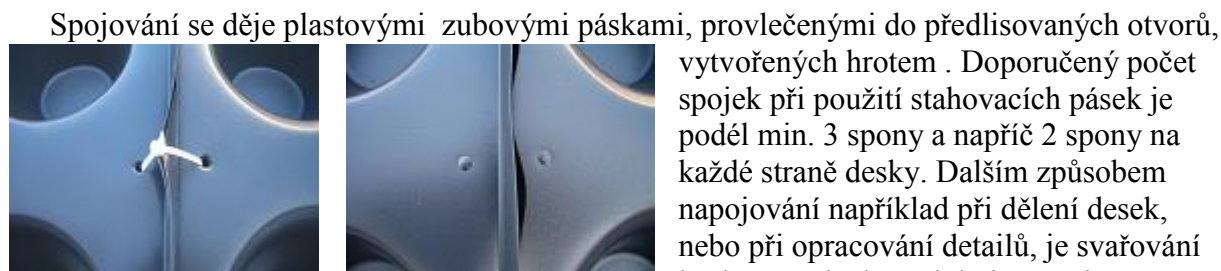 Spojování se děje plastovými zubovými páskami, provlečenými do předlisovaných otvorů,
vytvořených hrotem . Doporučený počet
spojek při použití stahovacích pásek je
podél min. 3 spony a napříč 2 spony na
každé straně desky. Dalším způsobem
napojování například při dělení desek,
nebo při opracování detailů, je svařování